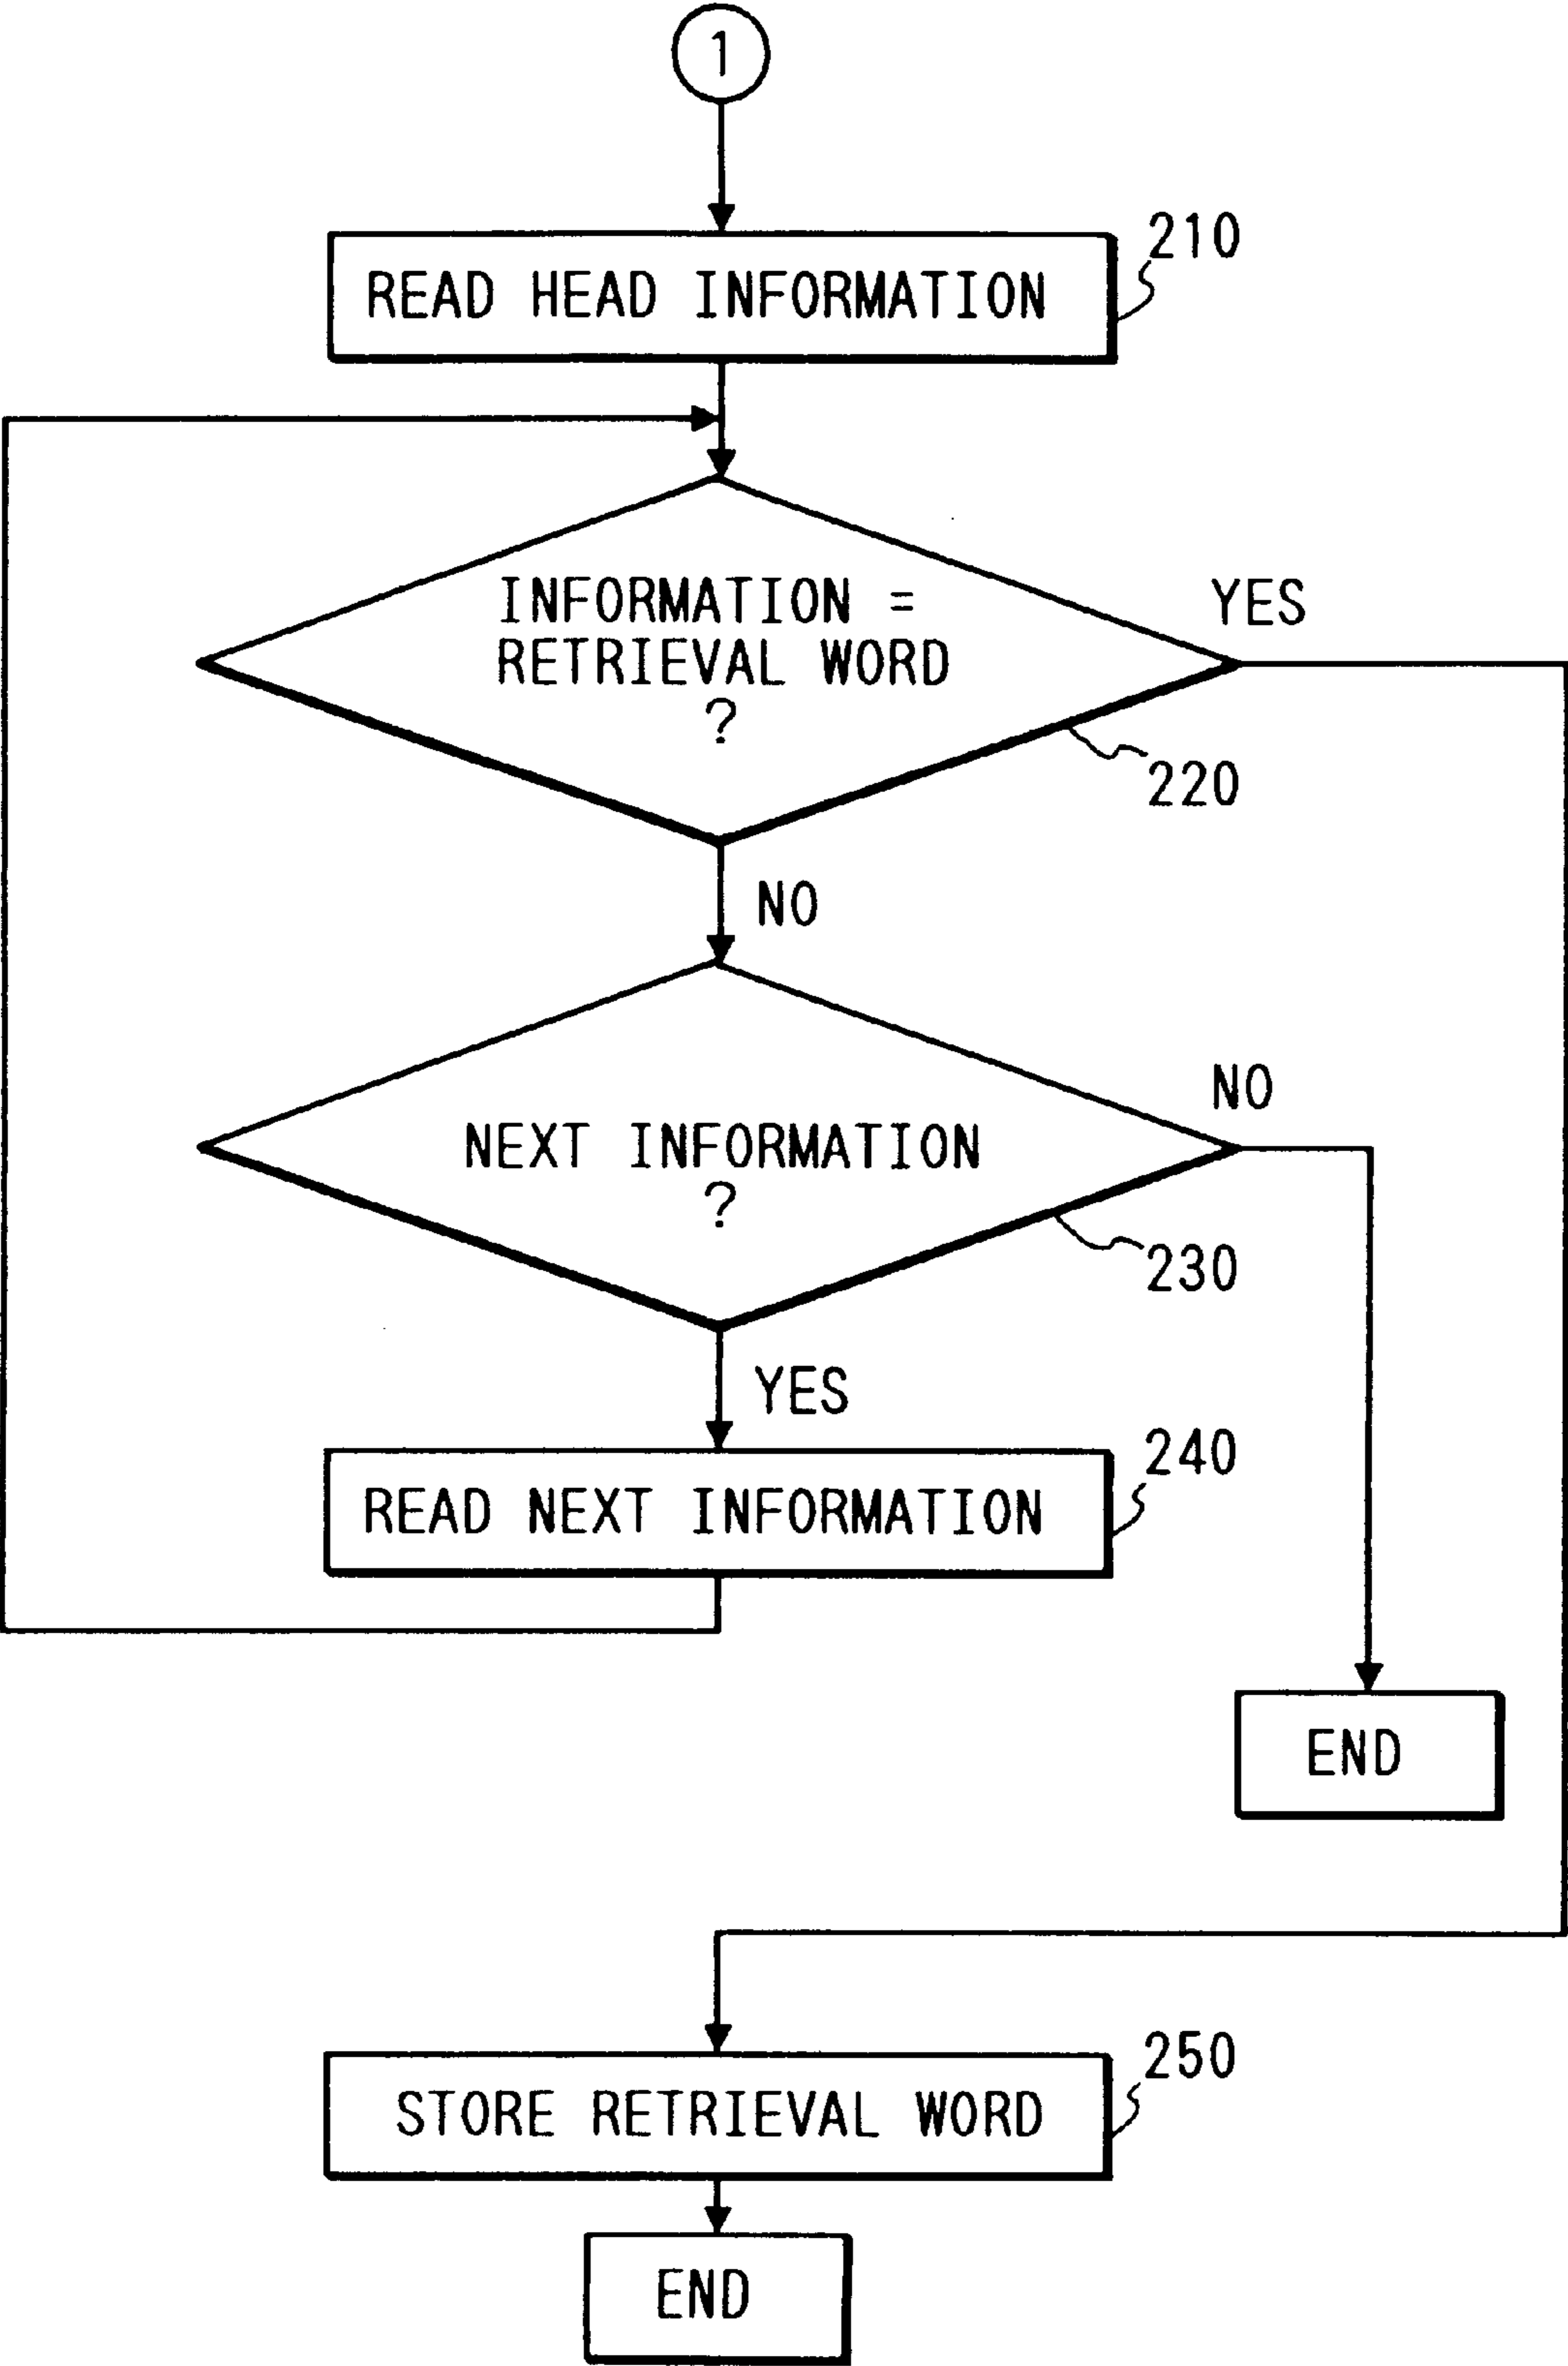 1
210
READ HEAD INFORMATION
INFORMATION =
RETRIEVAL WORD
?
YES
220
NO
NEXT INFORMATION
?
NO
230
YES
240
READ NEXT INFORMATION
END
250
STORE RETRIEVAL WORD
END